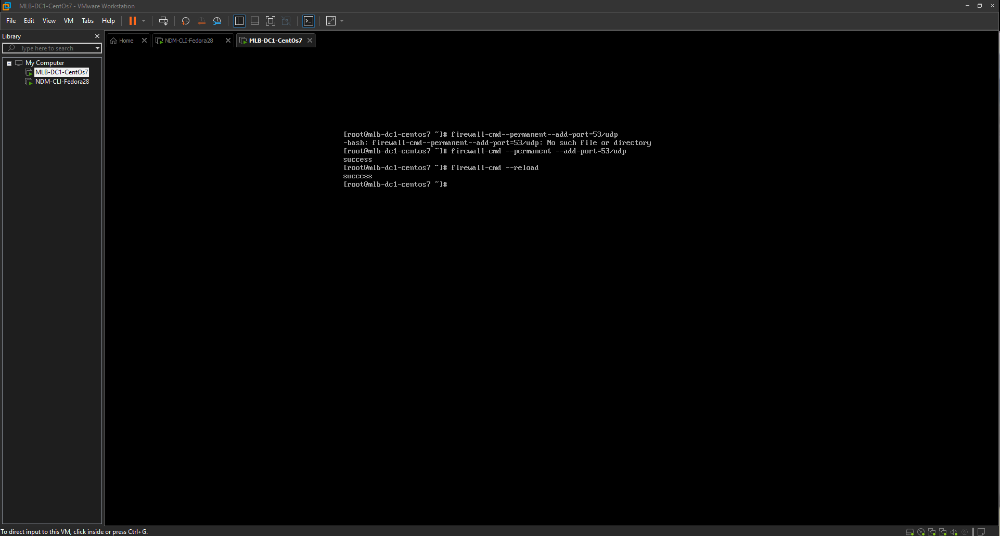 MLB-DC1-CentOs7 - VMware Workstation
File Edit View VM Tabs Help
Library
Type here to search
Home
NDM-CLI-Fedora28
MLB-DC1-CentOs7
My Computer
MLB-DC1-CentOs7
NDM-CLI-Fedora28
[root@mlb-dc1-centos7 ~]# firewall-cmd--permanent--add-port=53/udp
-bash: firewall-cmd--permanent--add-port=53/udp: No such file or directory
[root@mlb-dc1-centos7 ~]# firewall-cmd --permanent --add-port=53/udp
success
[root@mlb-dc1-centos7 ~]# firewall-cmd --reload
success
[root@mlb-dc1-centos7 ~]#
To direct input to this VM, click inside or press Ctrl+G.